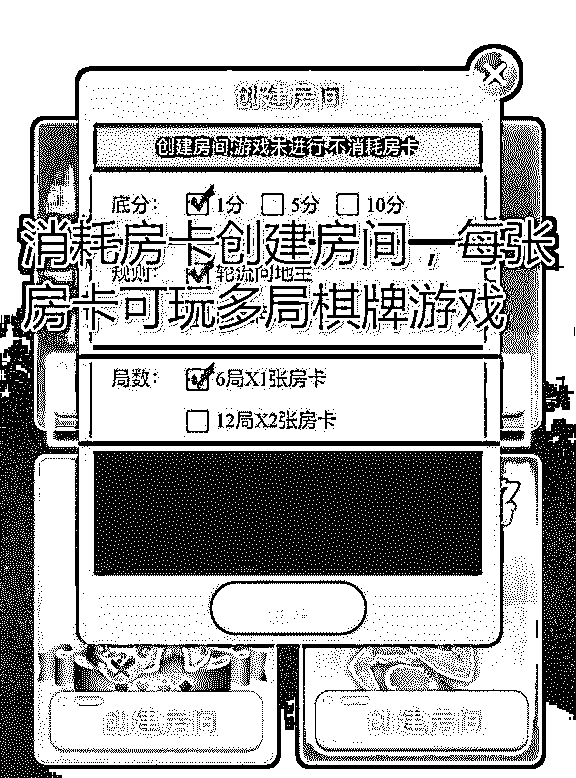 创建房间
创建房间,游戏未进行,不消耗房卡
底分: 1分 5分 10分
消耗房卡创建房间—每张
规则: 轮流问地主
房卡可玩多局棋牌游戏
局数: 6局X1张房卡
12局X2张房卡
创建房间 创建房间